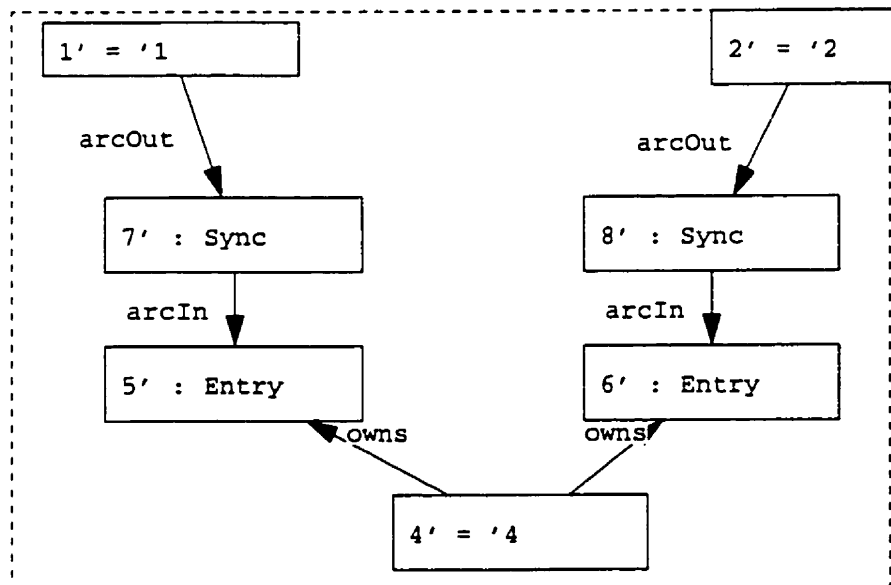 1' = '1
2' = '2
arcOut
arcOut
7' : Sync
8' : Sync
arcIn
arcIn
5' : Entry
6' : Entry
owns
owns
4' = '4